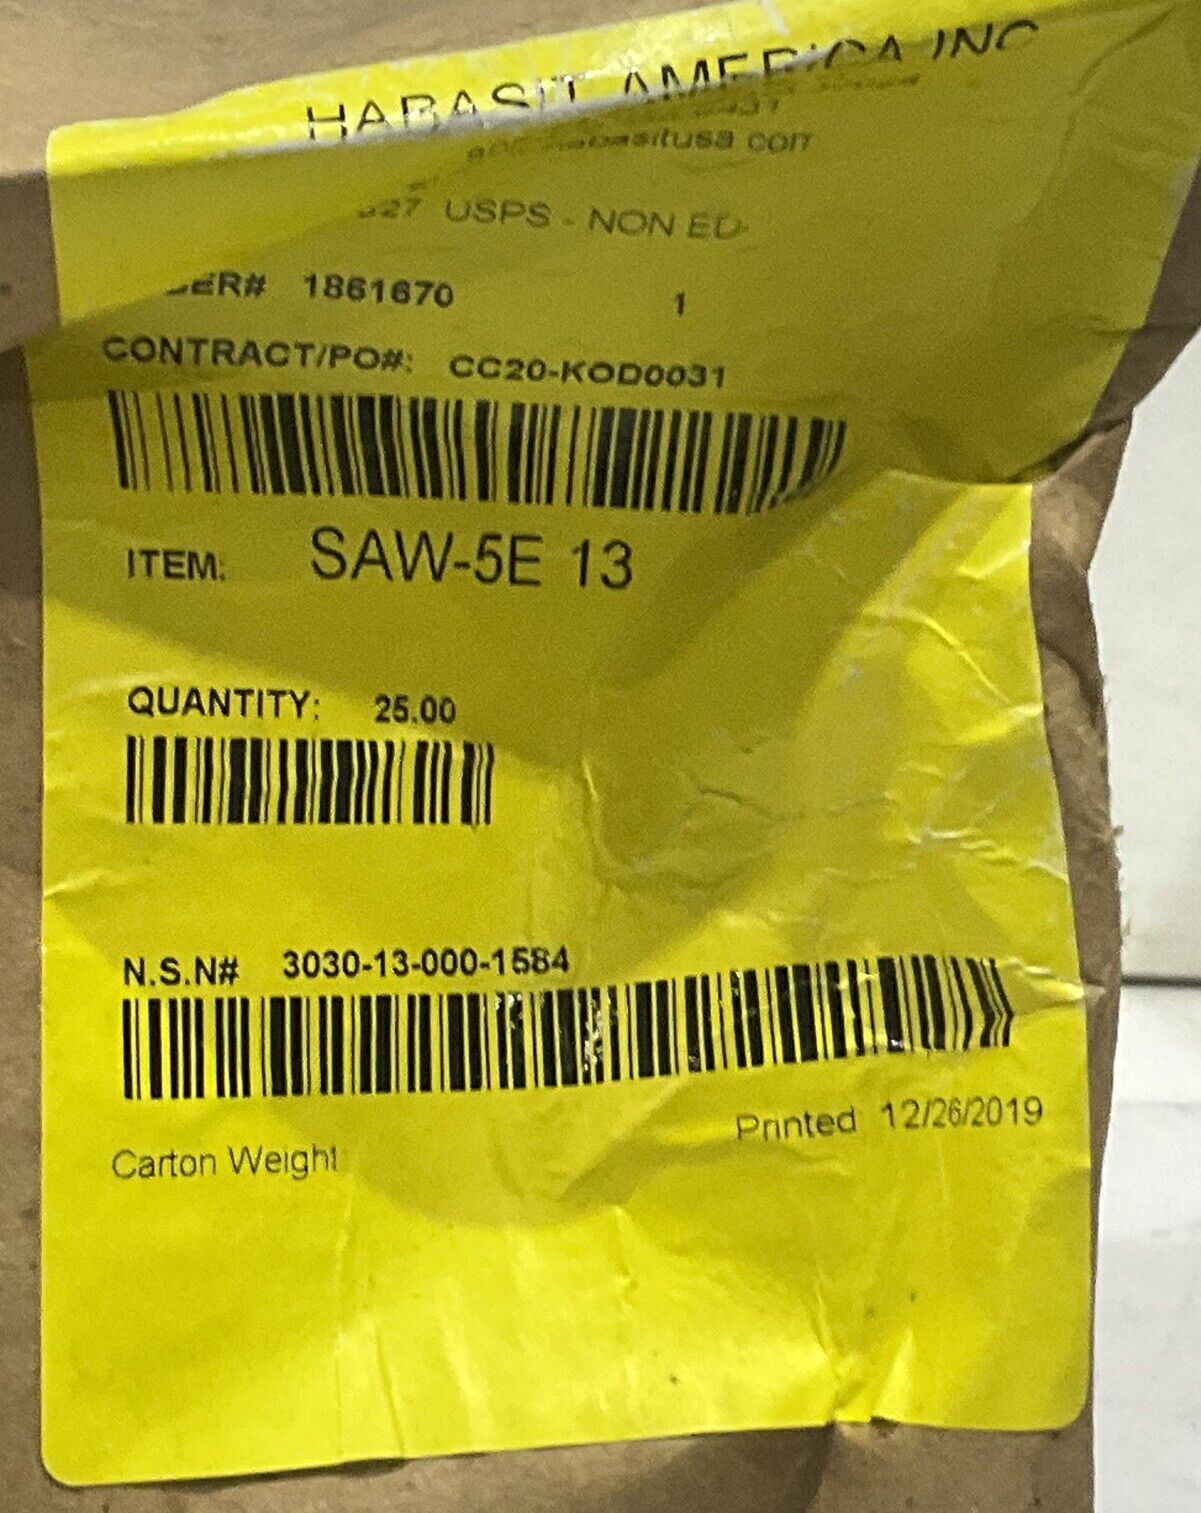 HABASIT AMERICA INC
USPS - NON ED
1861670 1
CONTRACT/PO#: CC20-KOD0031
ITEM: SAW-5E 13
QUANTITY: 25.00
N.S.N# 3030-13-000-1584
Printed 12/26/2019
Carton Weight